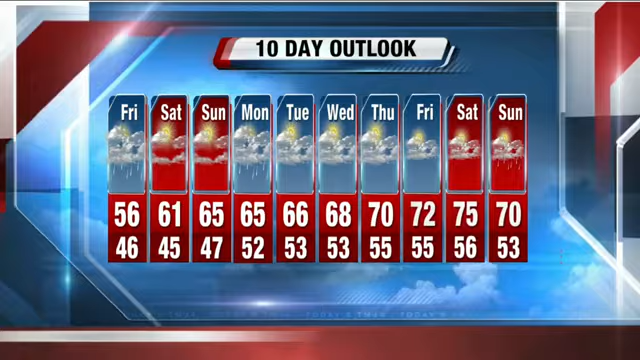 10 DAY OUTLOOK
Fri Sat Sun Mon Tue Wed Thu Fri Sat Sun
56 61 65 65 66 68 70 72 75 70
46 45 47 52 53 53 55 55 56 53